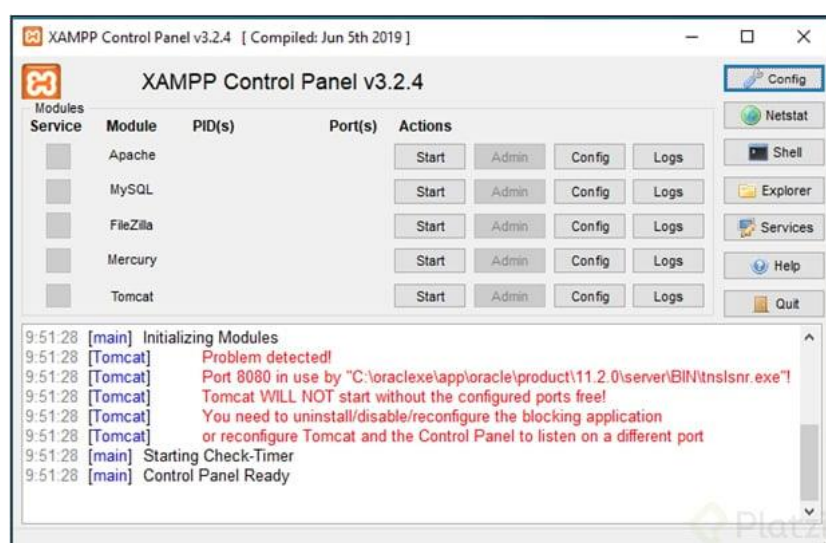 XAMPP Control Panel v3.2.4 [ Compiled: Jun 5th 2019 ]
XAMPP Control Panel v3.2.4
Config
Modules
Service Module PID(s) Port(s) Actions
Netstat
Apache Start Admin Config Logs
Shell
MySQL Start Admin Config Logs
Explorer
FileZilla Start Admin Config Logs
Services
Mercury Start Admin Config Logs
Help
Tomcat Start Admin Config Logs
Quit
9:51:28 [main] Initializing Modules
9:51:28 [Tomcat] Problem detected!
9:51:28 [Tomcat] Port 8080 in use by "C:\oraclexe\app\oracle\product\11.2.0\server\BIN\tnslsnr.exe"!
9:51:28 [Tomcat] Tomcat WILL NOT start without the configured ports free!
9:51:28 [Tomcat] You need to uninstall/disable/reconfigure the blocking application
9:51:28 [Tomcat] or reconfigure Tomcat and the Control Panel to listen on a different port
9:51:28 [main] Starting Check-Timer
9:51:28 [main] Control Panel Ready
Platzi